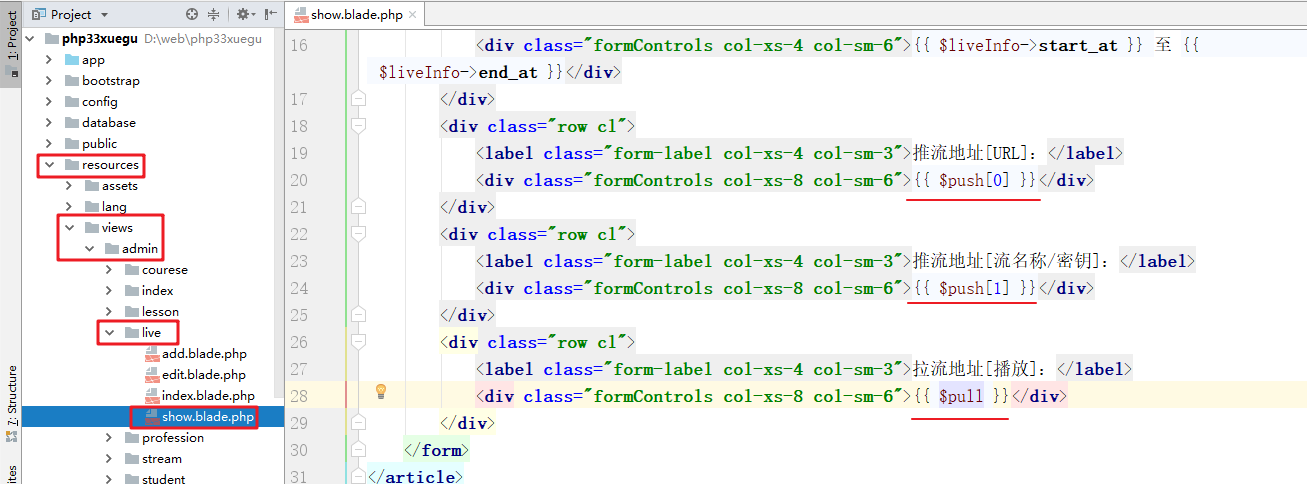 1: Project
7: Structure
ites
Project
php33xuegu D:\web\php33xuegu
app
bootstrap
config
database
public
resources
assets
lang
views
admin
courese
index
lesson
live
add.blade.php
edit.blade.php
index.blade.php
show.blade.php
profession
stream
student
show.blade.php
16 <div class="formControls col-xs-4 col-sm-6">{{ $liveInfo->start_at }} 至 {{
$liveInfo->end_at }}</div>
17 </div>
18 <div class="row cl">
19 <label class="form-label col-xs-4 col-sm-3">推流地址[URL]：</label>
20 <div class="formControls col-xs-8 col-sm-6">{{ $push[0] }}</div>
21 </div>
22 <div class="row cl">
23 <label class="form-label col-xs-4 col-sm-3">推流地址[流名称/密钥]：</label>
24 <div class="formControls col-xs-8 col-sm-6">{{ $push[1] }}</div>
25 </div>
26 <div class="row cl">
27 <label class="form-label col-xs-4 col-sm-3">拉流地址[播放]：</label>
28 <div class="formControls col-xs-8 col-sm-6">{{ $pull }}</div>
29 </div>
30 </form>
31 </article>